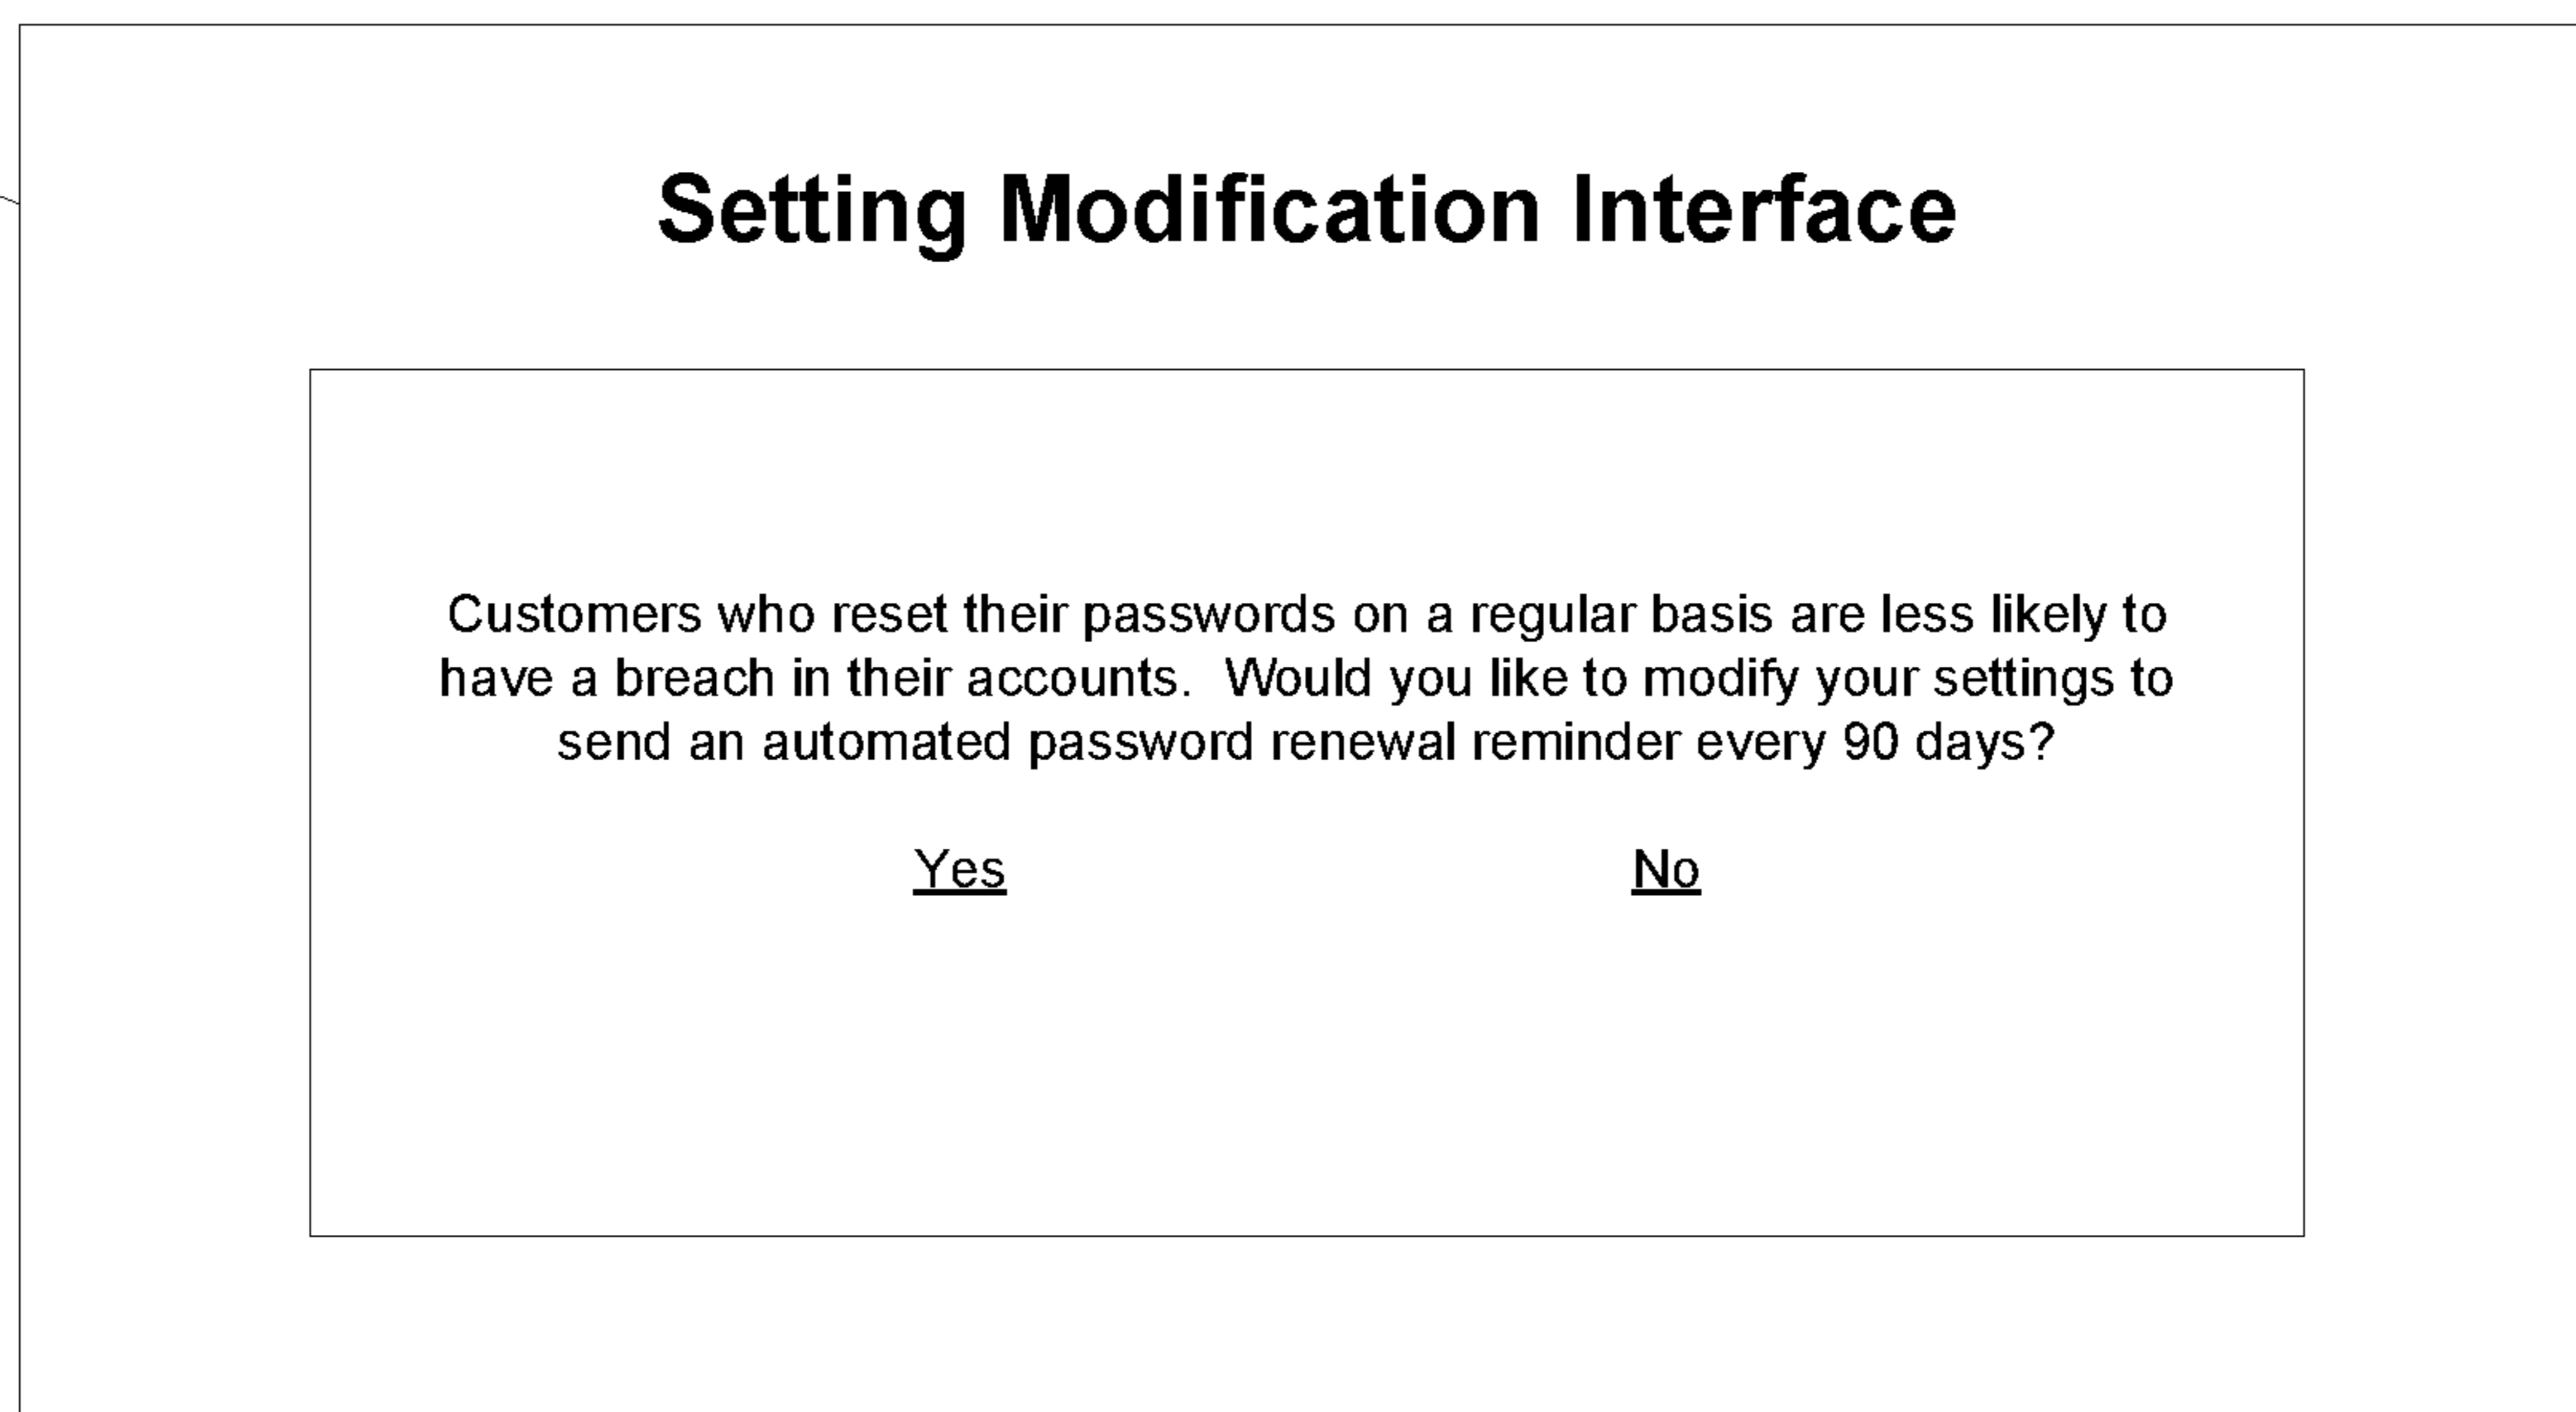 Setting Modification Interface
Customers who reset their passwords on a regular basis are less likely to
have a breach in their accounts.  Would you like to modify your settings to
send an automated password renewal reminder every 90 days?
Yes No